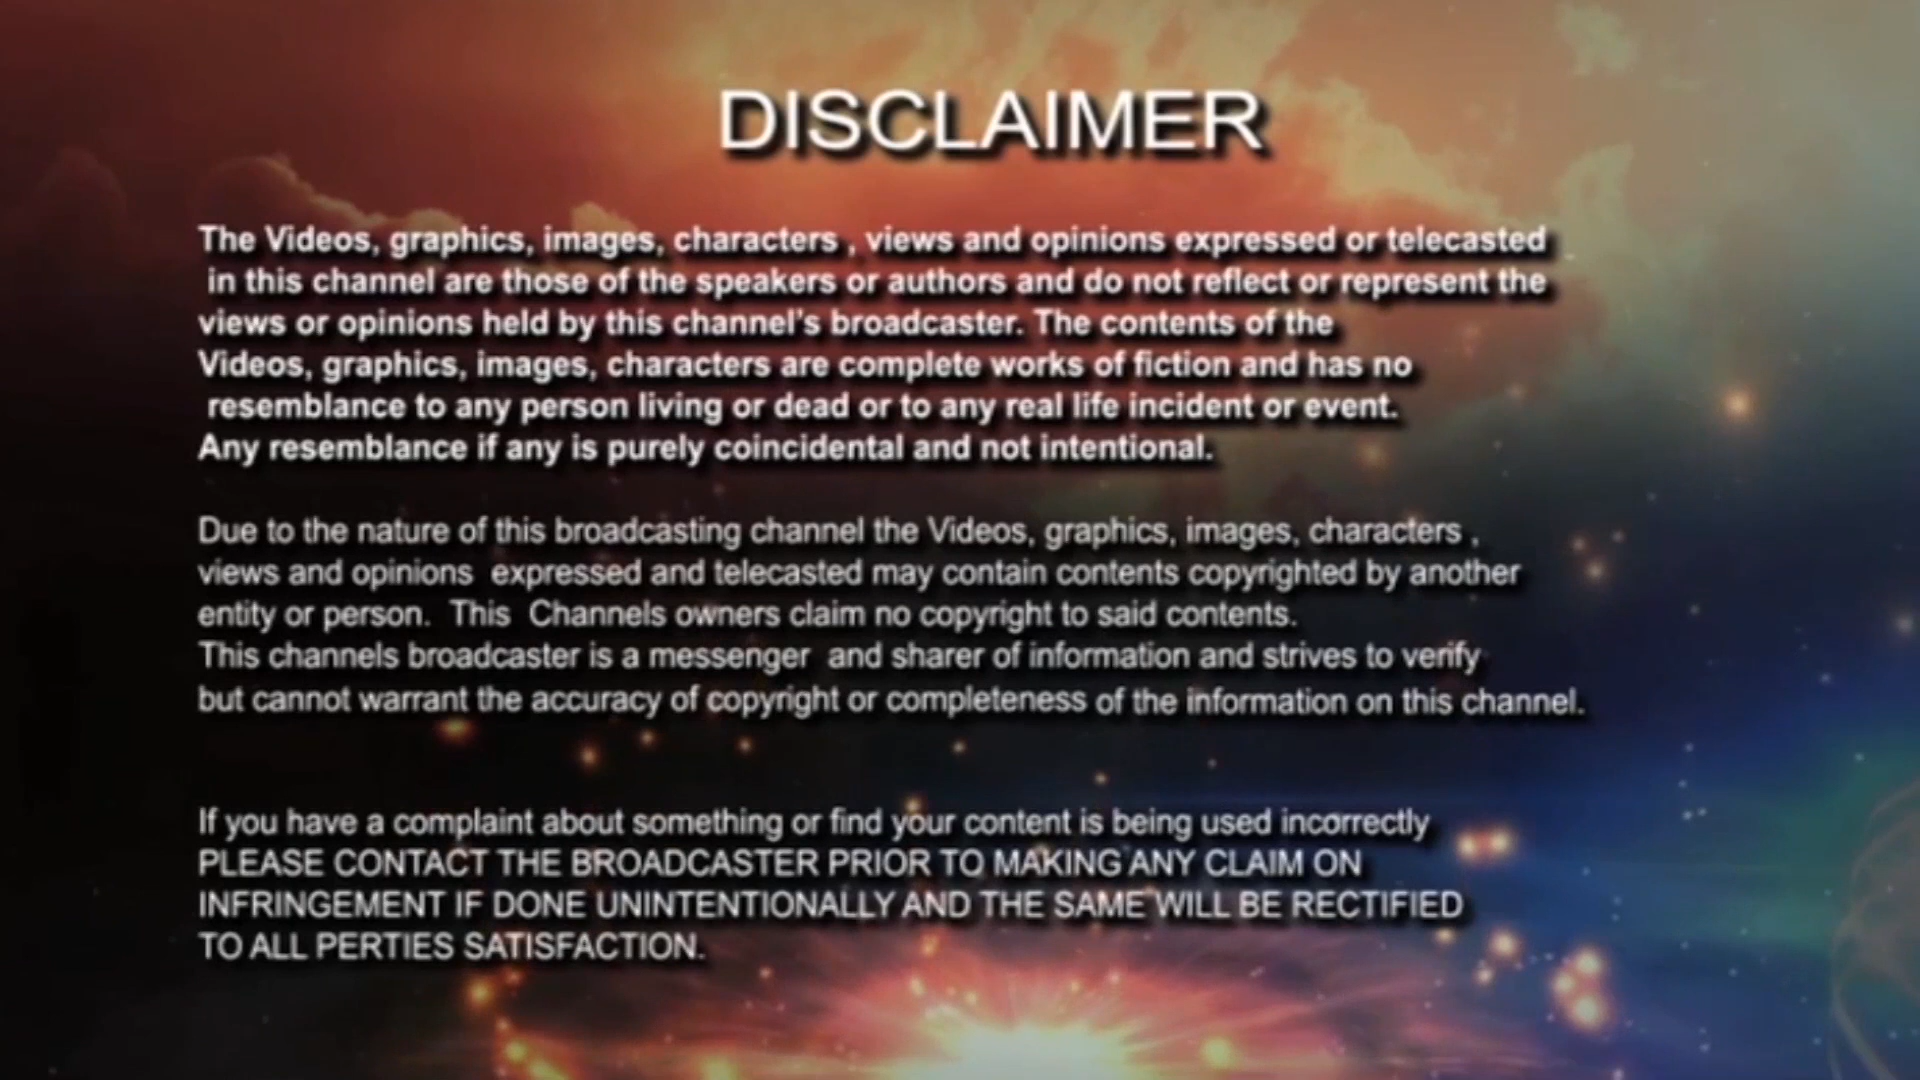 DISCLAIMER
The Videos, graphics, images, characters , views and opinions expressed or telecasted
in this channel are those of the speakers or authors and do not reflect or represent the
views or opinions held by this channel's broadcaster. The contents of the
Videos, graphics, images, characters are complete works of fiction and has no
resemblance to any person living or dead or to any real life incident or event.
Any resemblance if any is purely coincidental and not intentional.
Due to the nature of this broadcasting channel the Videos, graphics, images, characters ,
views and opinions expressed and telecasted may contain contents copyrighted by another
entity or person. This Channels owners claim no copyright to said contents.
This channels broadcaster is a messenger and sharer of information and strives to verify
but cannot warrant the accuracy of copyright or completeness of the information on this channel.
If you have a complaint about something or find your content is being used incorrectly
PLEASE CONTACT THE BROADCASTER PRIOR TO MAKING ANY CLAIM ON
INFRINGEMENT IF DONE UNINTENTIONALLY AND THE SAME WILL BE RECTIFIED
TO ALL PERTIES SATISFACTION.